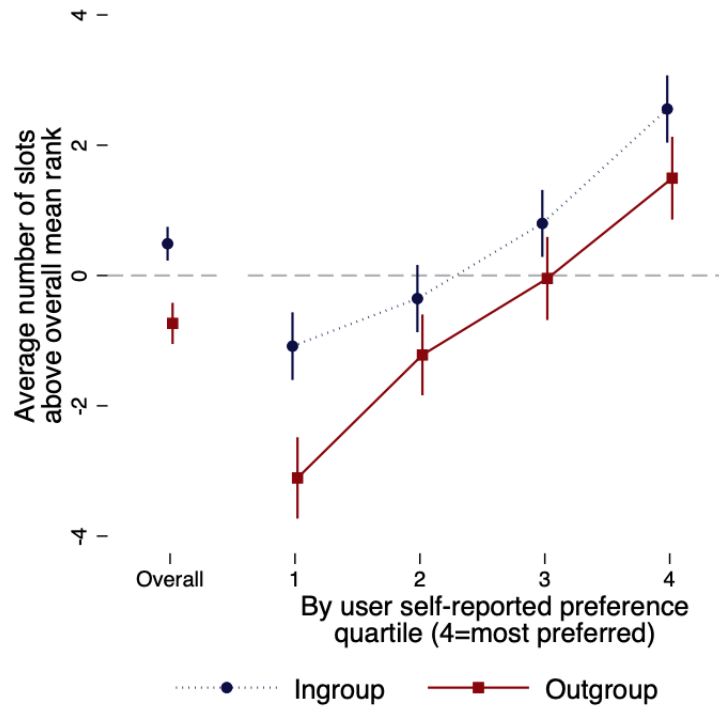 Average number of slots
above overall mean rank
4
2
0
-2
-4
Overall
1
2
3
4
By user self-reported preference
quartile (4=most preferred)
Ingroup
Outgroup